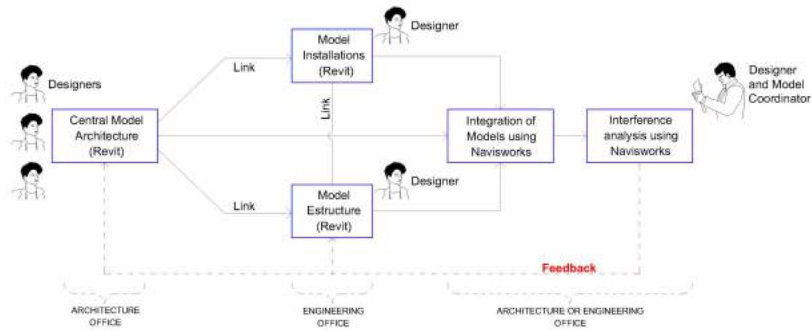 Designer
Model
Installations
(Revit)
Link
Designers
Designer
and Model
Coordinator
Link
Central Model
Architecture
(Revit)
Integration of
Models using
Navisworks
Interference
analysis using
Navisworks
Designer
Model
Estructure
(Revit)
Link
Feedback
ARCHITECTURE
OFFICE
ENGINEERING
OFFICE
ARCHITECTURE OR ENGINEERING
OFFICE